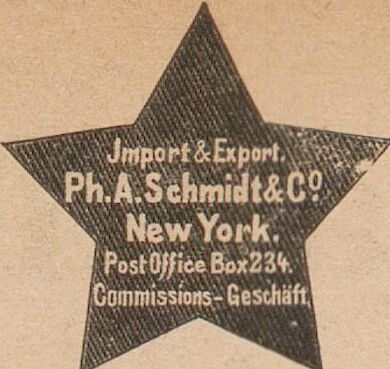 Jmport & Export.
Ph. A. Schmidt & Cº
New York.
Post Office Box 234.
Commissions-Geschäft.